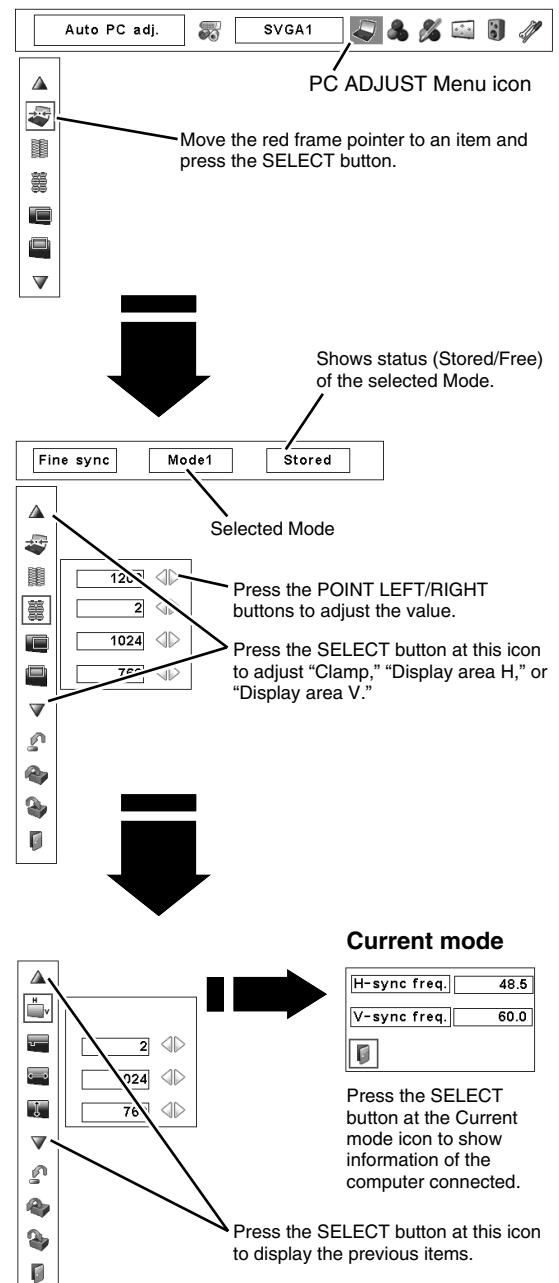 Auto PC adj.
SVGA1
PC ADJUST Menu icon
Move the red frame pointer to an item and
press the SELECT button.
Shows status (Stored/Free)
of the selected Mode.
Fine sync
Mode1
Stored
Selected Mode
2
1024
Press the POINT LEFT/RIGHT
buttons to adjust the value.
Press the SELECT button at this icon
to adjust “Clamp,” “Display area H,” or
“Display area V.”
Current mode
H-sync freq. 48.5
V-sync freq. 60.0
H
V
2
Press the SELECT
button at the Current
mode icon to show
information of the
computer connected.
Press the SELECT button at this icon
to display the previous items.